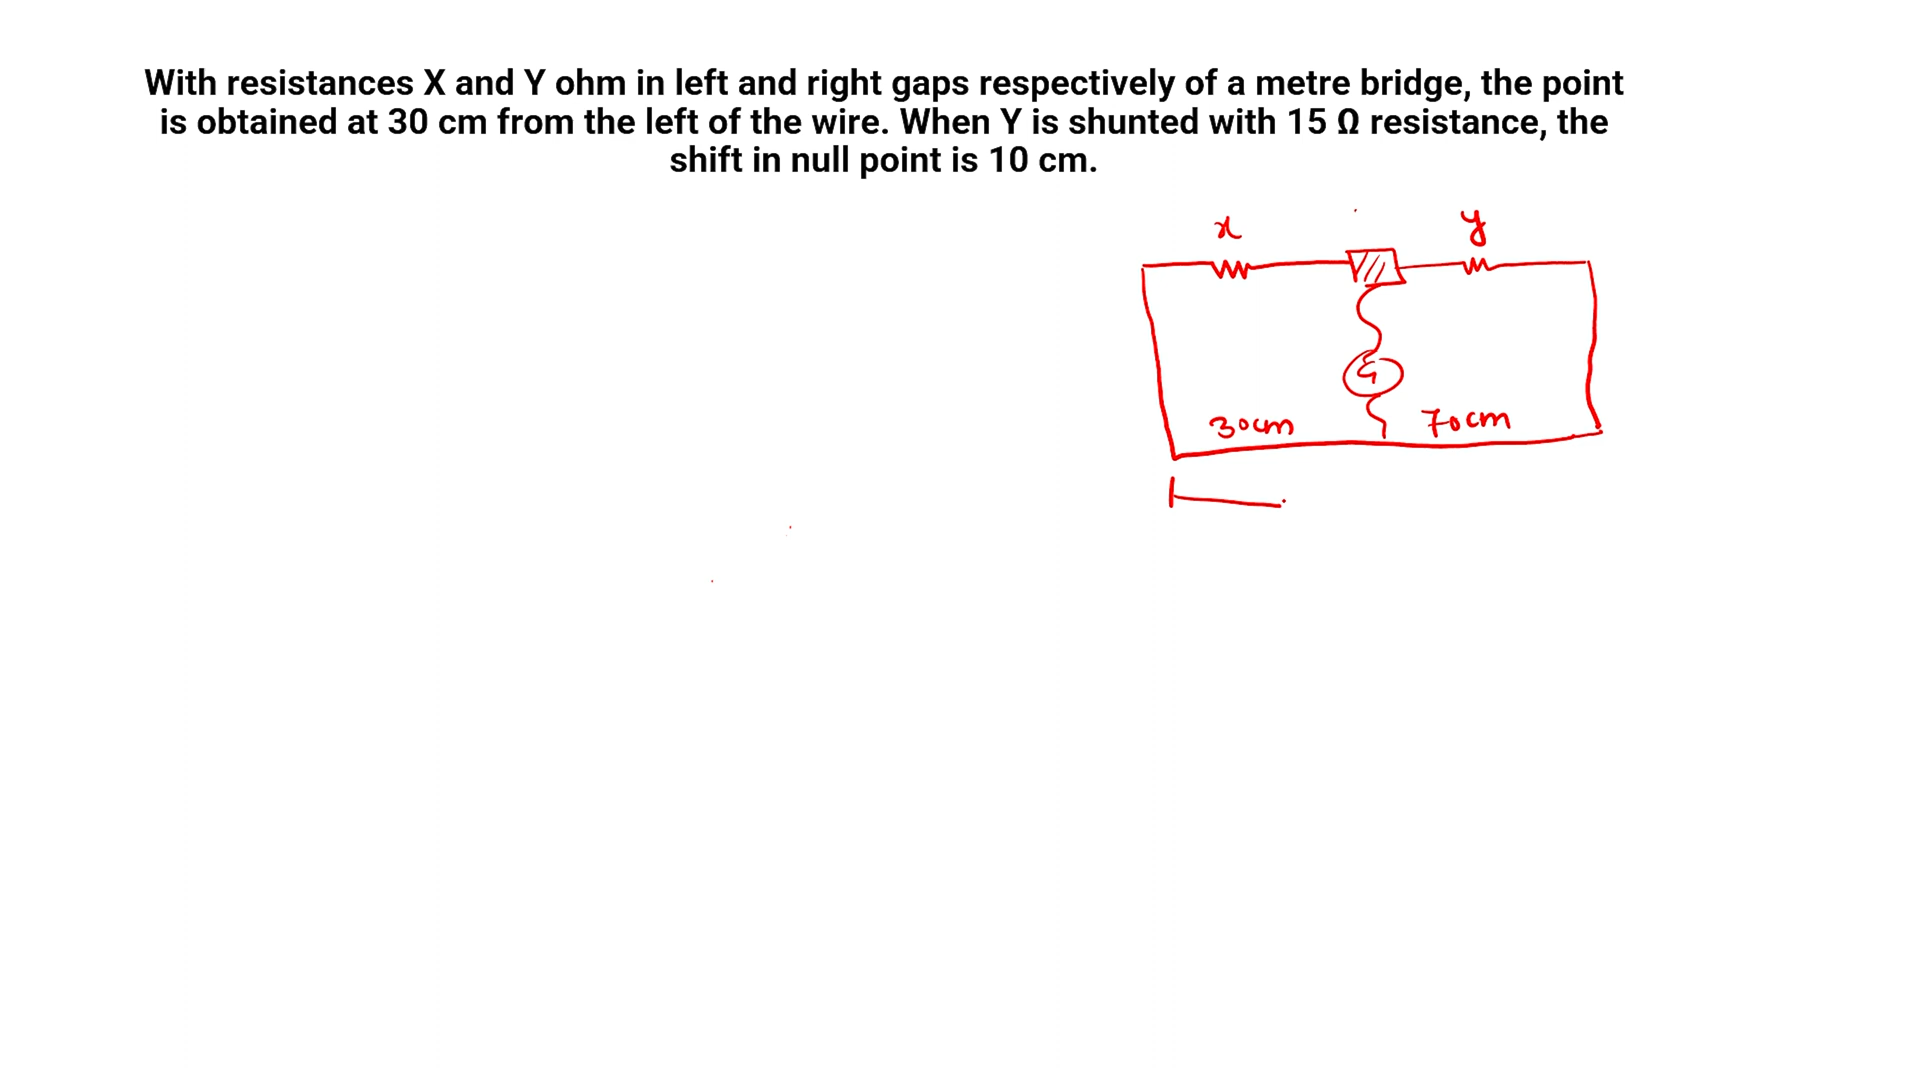 With resistances X and Y ohm in left and right gaps respectively of a metre bridge, the point
is obtained at 30 cm from the left of the wire. When Y is shunted with 15 Ω resistance, the
shift in null point is 10 cm.
x
y
G
30cm
70cm